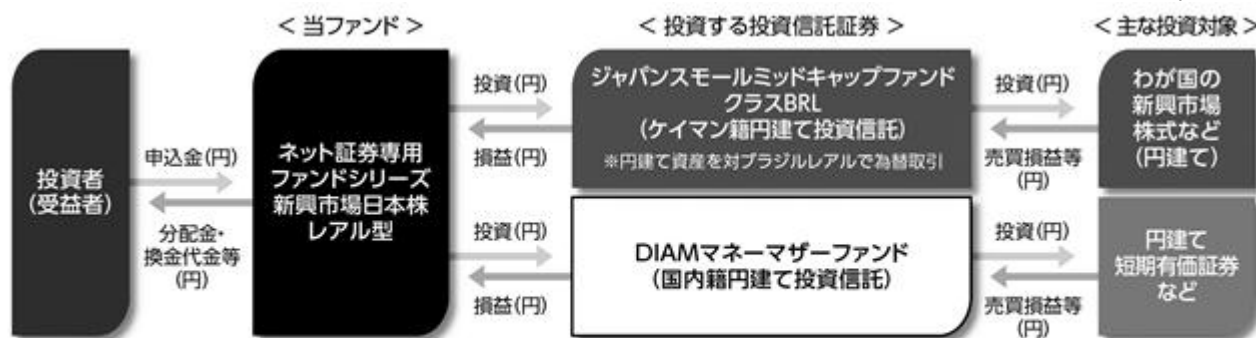 ＜当ファンド＞
＜投資する投資信託証券＞
＜主な投資対象＞
投資者
(受益者)
申込金(円)
分配金・
換金代金等
(円)
ネット証券専用
ファンドシリーズ
新興市場日本株
レアル型
投資(円)
損益(円)
ジャパンスモールミッドキャップファンド
クラスBRL
(ケイマン籍円建て投資信託)
※円建て資産を対ブラジルレアルで為替取引
投資(円)
売買損益等
(円)
わが国の
新興市場
株式など
(円建て)
投資(円)
損益(円)
DIAMマネーマザーファンド
(国内籍円建て投資信託)
投資(円)
売買損益等
(円)
円建て
短期有価証券
など